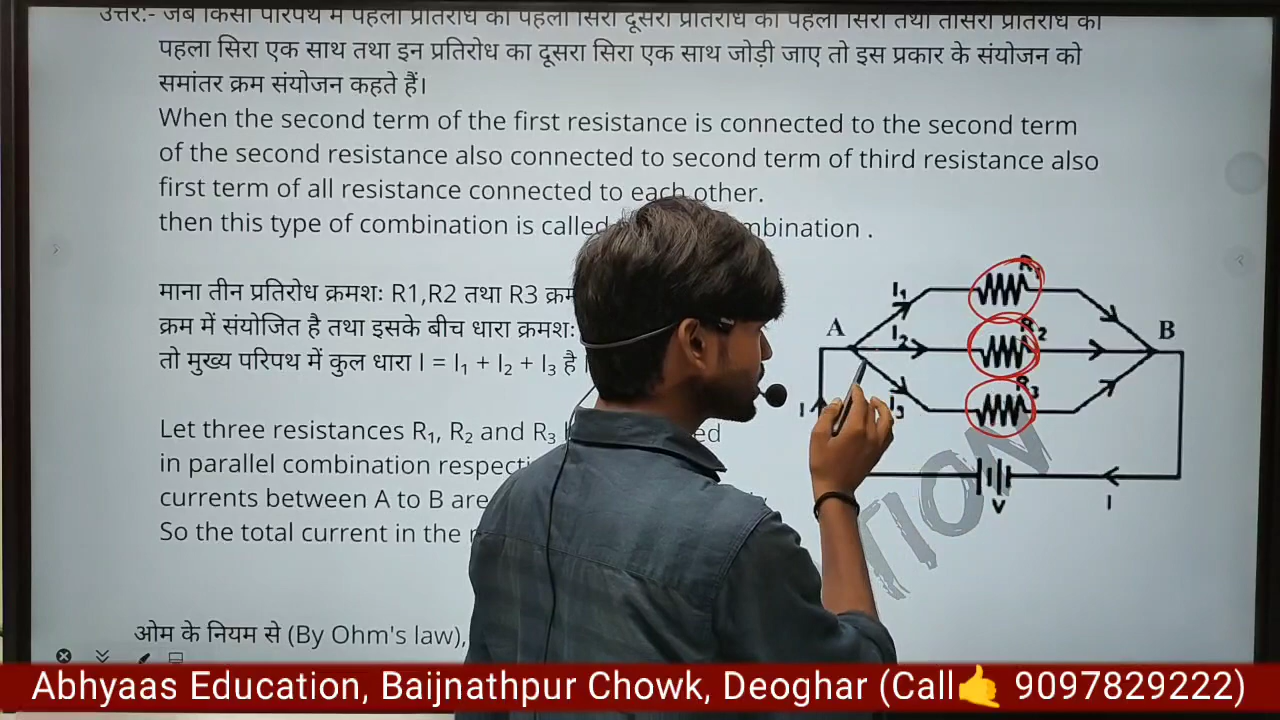 उत्तर:- जब किसी परिपथ में पहला प्रतिरोध का पहला सिरा दूसरा प्रतिरोध का पहला सिरा तथा तीसरा प्रतिरोध का
पहला सिरा एक साथ तथा इन प्रतिरोध का दूसरा सिरा एक साथ जोड़ी जाए तो इस प्रकार के संयोजन को
समांतर क्रम संयोजन कहते हैं।
When the second term of the first resistance is connected to the second term
of the second resistance also connected to second term of third resistance also
first term of all resistance connected to each other.
then this type of combination is called
माना तीन प्रतिरोध क्रमशः R1,R2 तथा R3
क्रम में संयोजित है तथा इसके बीच धारा क्रमशः
तो मुख्य परिपथ में कुल धारा I = I₁ + I₂ + I₃ है
Let three resistances R₁, R₂ and R₃
in parallel combination
currents between A to B are
So the total current in the
ओम के नियम से (By Ohm's law),
R₁
I₁
A
I₂
R₂
B
R₃
I₃
I
V
I
Abhyaas Education, Baijnathpur Chowk, Deoghar (Call🤙 9097829222)